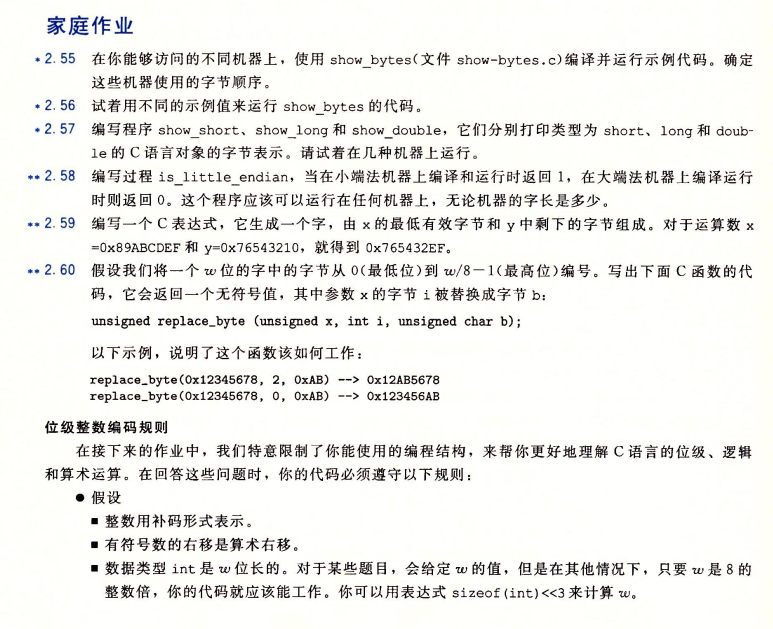 家庭作业
* 2.55 在你能够访问的不同机器上，使用 show_bytes(文件 show-bytes.c)编译并运行示例代码。确定
这些机器使用的字节顺序。
* 2.56 试着用不同的示例值来运行 show_bytes 的代码。
* 2.57 编写程序 show_short、show_long 和 show_double，它们分别打印类型为 short、long 和 doub-
le 的 C 语言对象的字节表示。请试着在几种机器上运行。
** 2.58 编写过程 is_little_endian，当在小端法机器上编译和运行时返回 1，在大端法机器上编译运行
时则返回 0。这个程序应该可以运行在任何机器上，无论机器的字长是多少。
** 2.59 编写一个 C 表达式，它生成一个字，由 x 的最低有效字节和 y 中剩下的字节组成。对于运算数 x
=0x89ABCDEF 和 y=0x76543210，就得到 0x765432EF。
** 2.60 假设我们将一个 w 位的字中的字节从 0(最低位)到 w/8－1(最高位)编号。写出下面 C 函数的代
码，它会返回一个无符号值，其中参数 x 的字节 i 被替换成字节 b：
unsigned replace_byte (unsigned x, int i, unsigned char b);
以下示例，说明了这个函数该如何工作：
replace_byte(0x12345678, 2, 0xAB) --> 0x12AB5678
replace_byte(0x12345678, 0, 0xAB) --> 0x123456AB
位级整数编码规则
在接下来的作业中，我们特意限制了你能使用的编程结构，来帮你更好地理解 C 语言的位级、逻辑
和算术运算。在回答这些问题时，你的代码必须遵守以下规则：
● 假设
■ 整数用补码形式表示。
■ 有符号数的右移是算术右移。
■ 数据类型 int 是 w 位长的。对于某些题目，会给定 w 的值，但是在其他情况下，只要 w 是 8 的
整数倍，你的代码就应该能工作。你可以用表达式 sizeof(int)<<3 来计算 w。